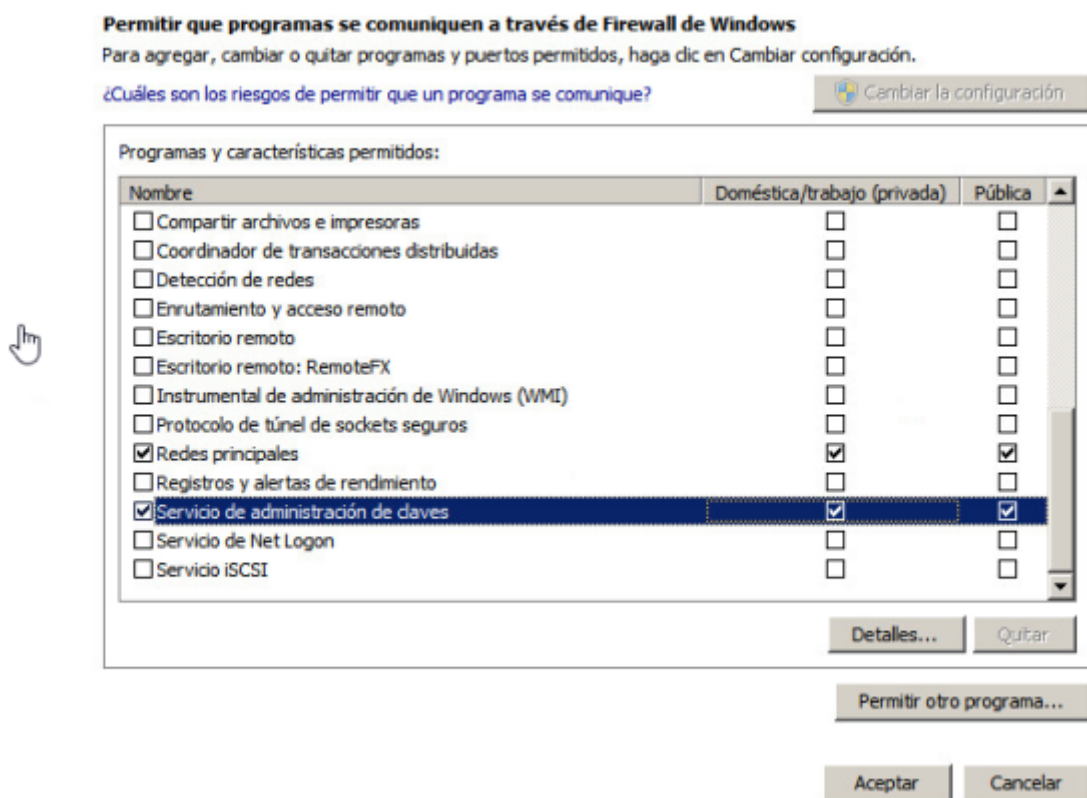 Permitir que programas se comuniquen a través de Firewall de Windows
Para agregar, cambiar o quitar programas y puertos permitidos, haga clic en Cambiar configuración.
¿Cuáles son los riesgos de permitir que un programa se comunique?
Cambiar la configuración
Programas y características permitidos:
Nombre Doméstica/trabajo (privada) Pública
Compartir archivos e impresoras
Coordinador de transacciones distribuidas
Detección de redes
Enrutamiento y acceso remoto
Escritorio remoto
Escritorio remoto: RemoteFX
Instrumental de administración de Windows (WMI)
Protocolo de túnel de sockets seguros
Redes principales
Registros y alertas de rendimiento
Servicio de administración de claves
Servicio de Net Logon
Servicio iSCSI
Detalles... Quitar
Permitir otro programa...
Aceptar Cancelar